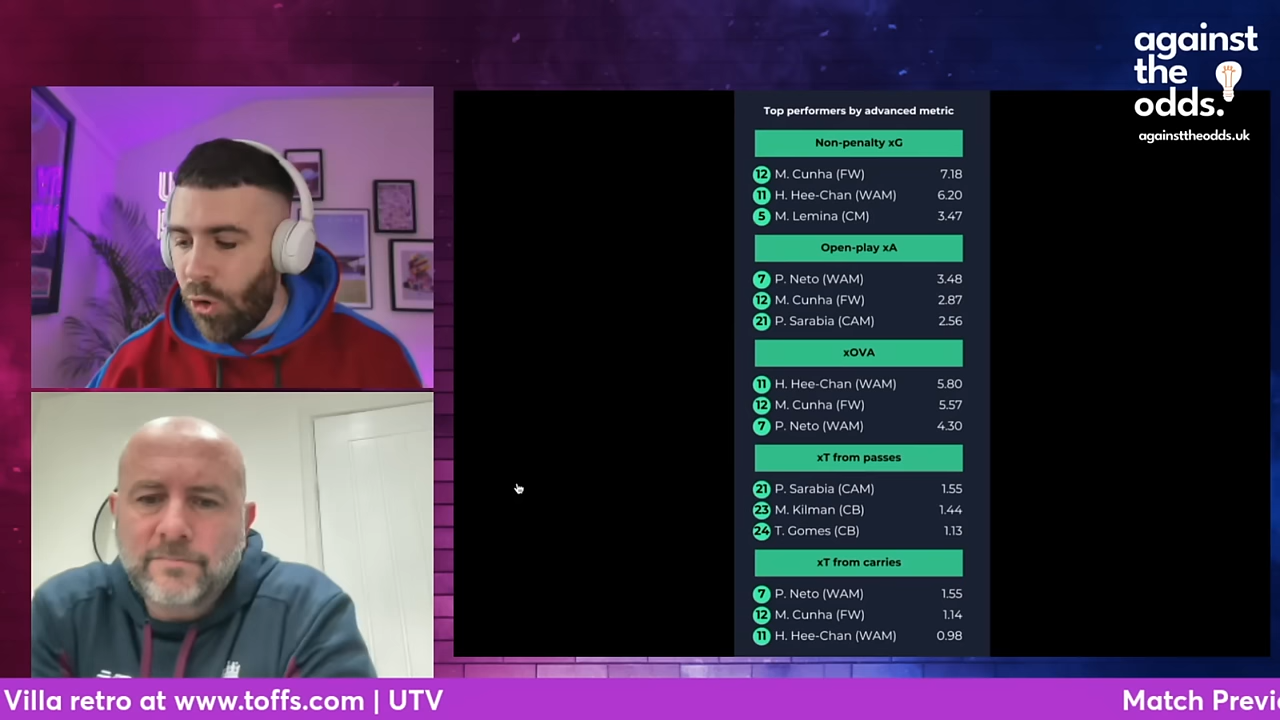 against
the
odds.
againsttheodds.uk
Top performers by advanced metric
Non-penalty xG
12 M. Cunha (FW) 7.18
11 H. Hee-Chan (WAM) 6.20
5 M. Lemina (CM) 3.47
Open-play xA
7 P. Neto (WAM) 3.48
12 M. Cunha (FW) 2.87
21 P. Sarabia (CAM) 2.56
xOVA
11 H. Hee-Chan (WAM) 5.80
12 M. Cunha (FW) 5.57
7 P. Neto (WAM) 4.30
xT from passes
21 P. Sarabia (CAM) 1.55
23 M. Kilman (CB) 1.44
24 T. Gomes (CB) 1.13
xT from carries
7 P. Neto (WAM) 1.55
12 M. Cunha (FW) 1.14
11 H. Hee-Chan (WAM) 0.98
Villa retro at www.toffs.com | UTV
Match Previ